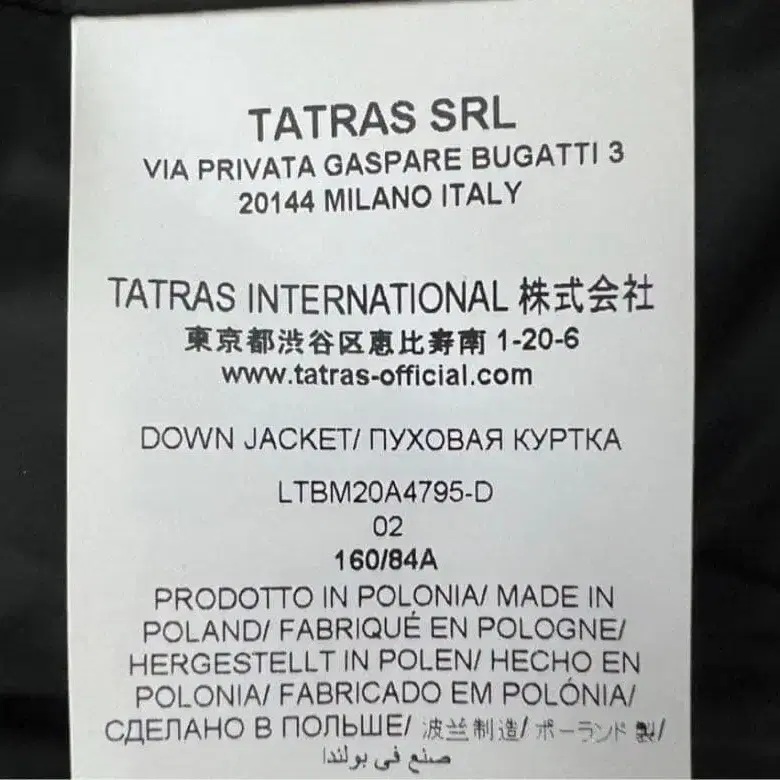 TATRAS SRL
VIA PRIVATA GASPARE BUGATTI 3
20144 MILANO ITALY
TATRAS INTERNATIONAL 株式会社
東京都渋谷区恵比寿南 1-20-6
www.tatras-official.com
DOWN JACKET/ ПУХОВАЯ КУРТКА
LTBM20A4795-D
02
160/84A
PRODOTTO IN POLONIA/ MADE IN
POLAND/ FABRIQUÉ EN POLOGNE/
HERGESTELLT IN POLEN/ HECHO EN
POLONIA/ FABRICADO EM POLÓNIA/
СДЕЛАНО В ПОЛЬШЕ/ 波兰制造/ ポーランド 製/
صنع في بولندا